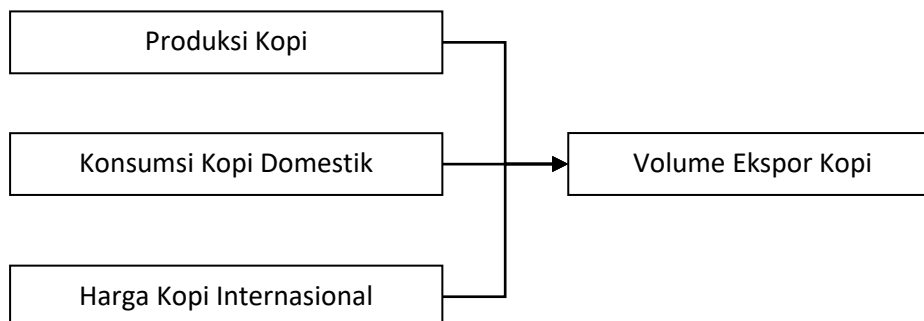 Produksi Kopi
Konsumsi Kopi Domestik
Volume Ekspor Kopi
Harga Kopi Internasional